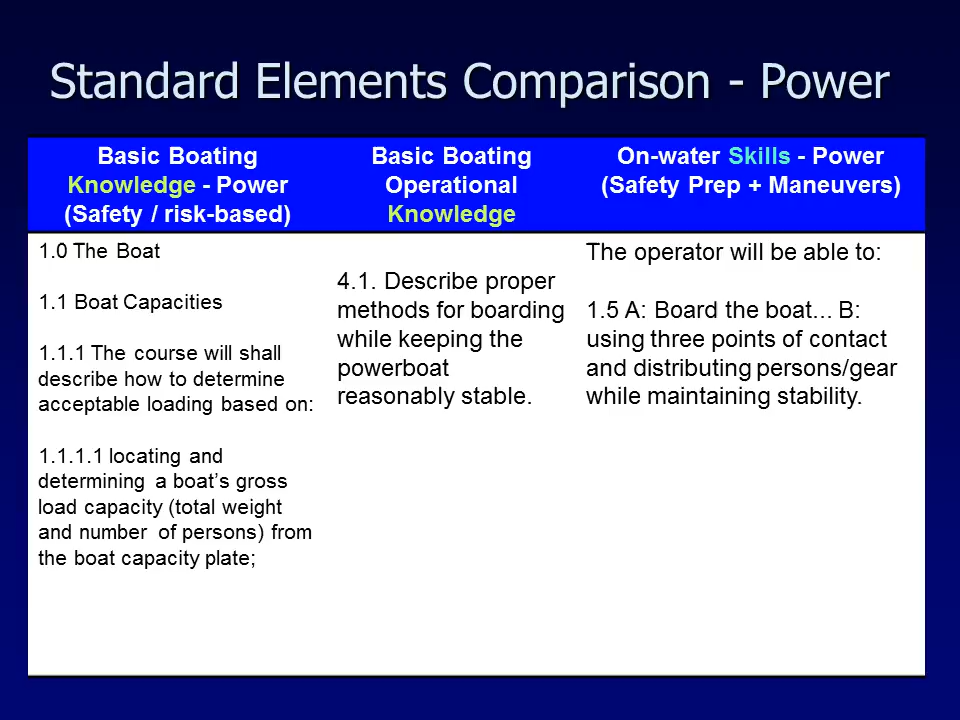 Standard Elements Comparison - Power
Basic Boating
Knowledge - Power
(Safety / risk-based)
Basic Boating
Operational
Knowledge
On-water Skills - Power
(Safety Prep + Maneuvers)
1.0 The Boat
1.1 Boat Capacities
1.1.1 The course will shall
describe how to determine
acceptable loading based on:
1.1.1.1 locating and
determining a boat's gross
load capacity (total weight
and number of persons) from
the boat capacity plate;
4.1. Describe proper
methods for boarding
while keeping the
powerboat
reasonably stable.
The operator will be able to:
1.5 A: Board the boat... B:
using three points of contact
and distributing persons/gear
while maintaining stability.